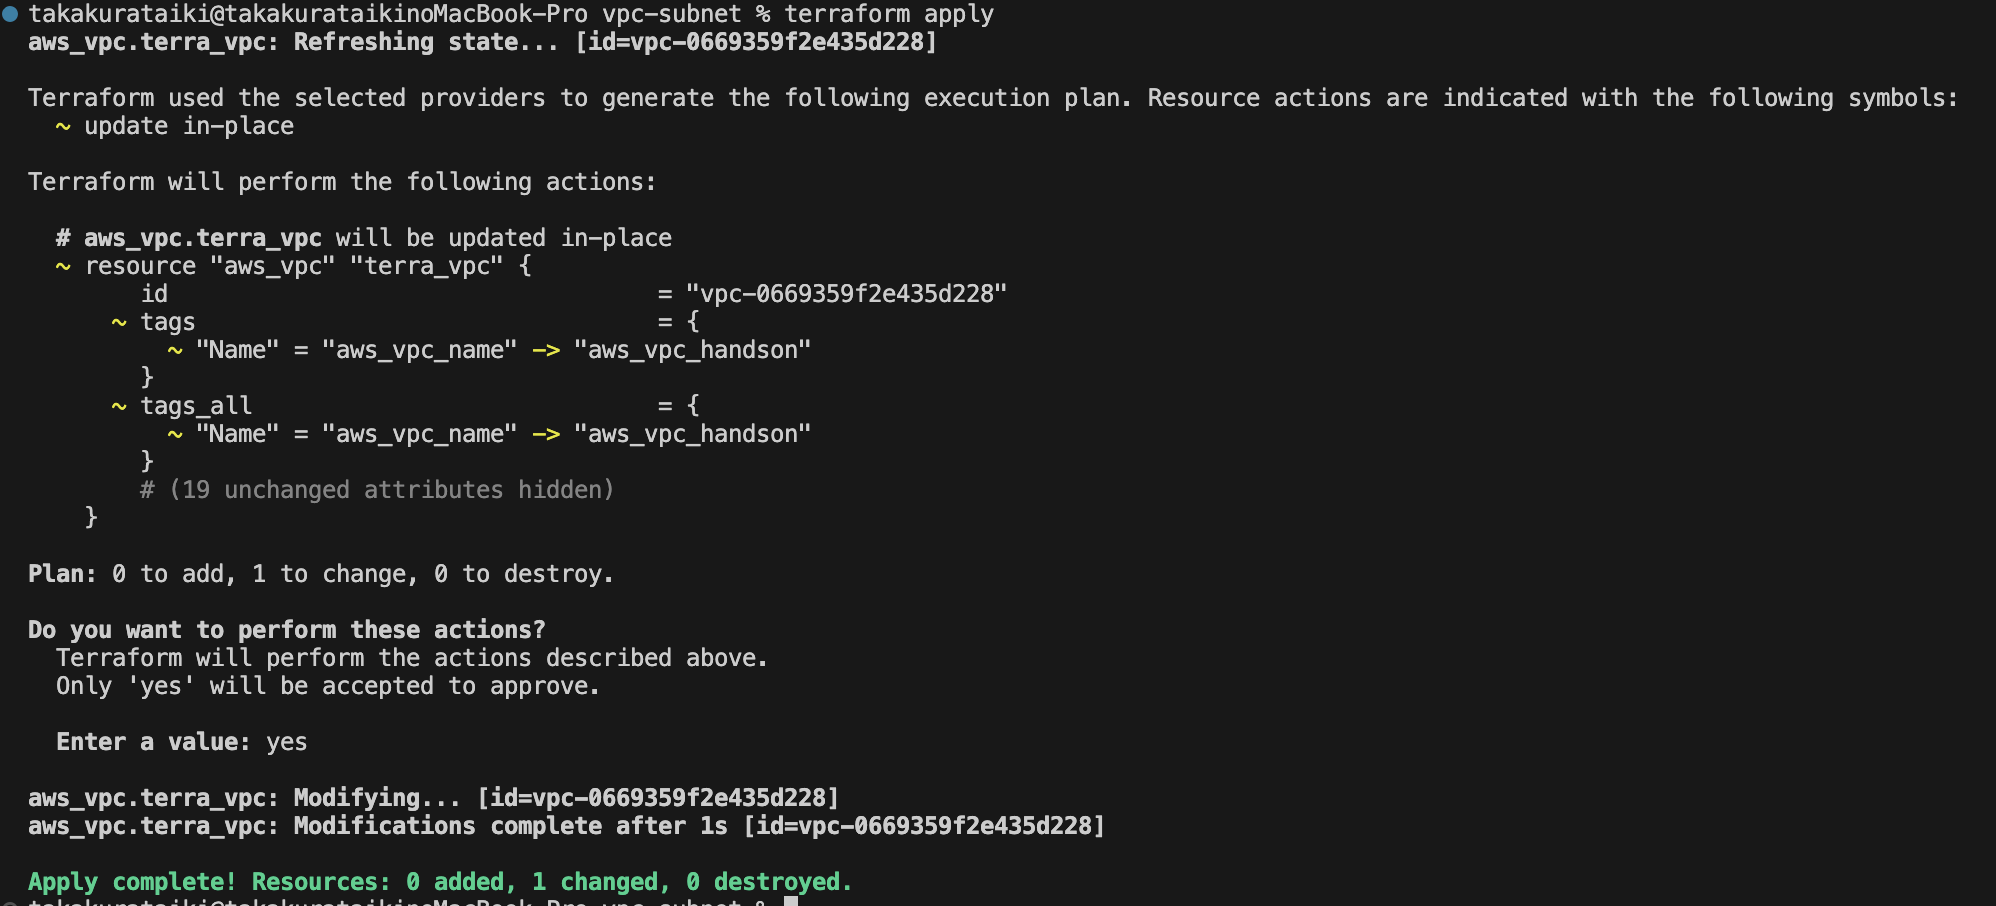 takakurataiki@takakurataikinoMacBook-Pro vpc-subnet % terraform apply
aws_vpc.terra_vpc: Refreshing state... [id=vpc-0669359f2e435d228]
Terraform used the selected providers to generate the following execution plan. Resource actions are indicated with the following symbols:
  ~ update in-place
Terraform will perform the following actions:
  # aws_vpc.terra_vpc will be updated in-place
  ~ resource "aws_vpc" "terra_vpc" {
        id                                   = "vpc-0669359f2e435d228"
      ~ tags                                 = {
          ~ "Name" = "aws_vpc_name" -> "aws_vpc_handson"
        }
      ~ tags_all                             = {
          ~ "Name" = "aws_vpc_name" -> "aws_vpc_handson"
        }
        # (19 unchanged attributes hidden)
    }
Plan: 0 to add, 1 to change, 0 to destroy.
Do you want to perform these actions?
  Terraform will perform the actions described above.
  Only 'yes' will be accepted to approve.
  Enter a value: yes
aws_vpc.terra_vpc: Modifying... [id=vpc-0669359f2e435d228]
aws_vpc.terra_vpc: Modifications complete after 1s [id=vpc-0669359f2e435d228]
Apply complete! Resources: 0 added, 1 changed, 0 destroyed.
takakurataiki@takakurataikinoMacBook-Pro vpc-subnet %